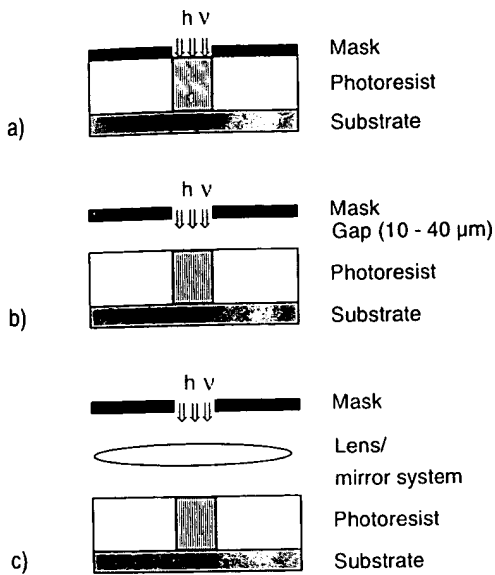 h ν
Mask
Photoresist
a) Substrate
h ν
Mask
Gap (10 - 40 µm)
Photoresist
b) Substrate
h ν
Mask
Lens/
mirror system
Photoresist
c) Substrate